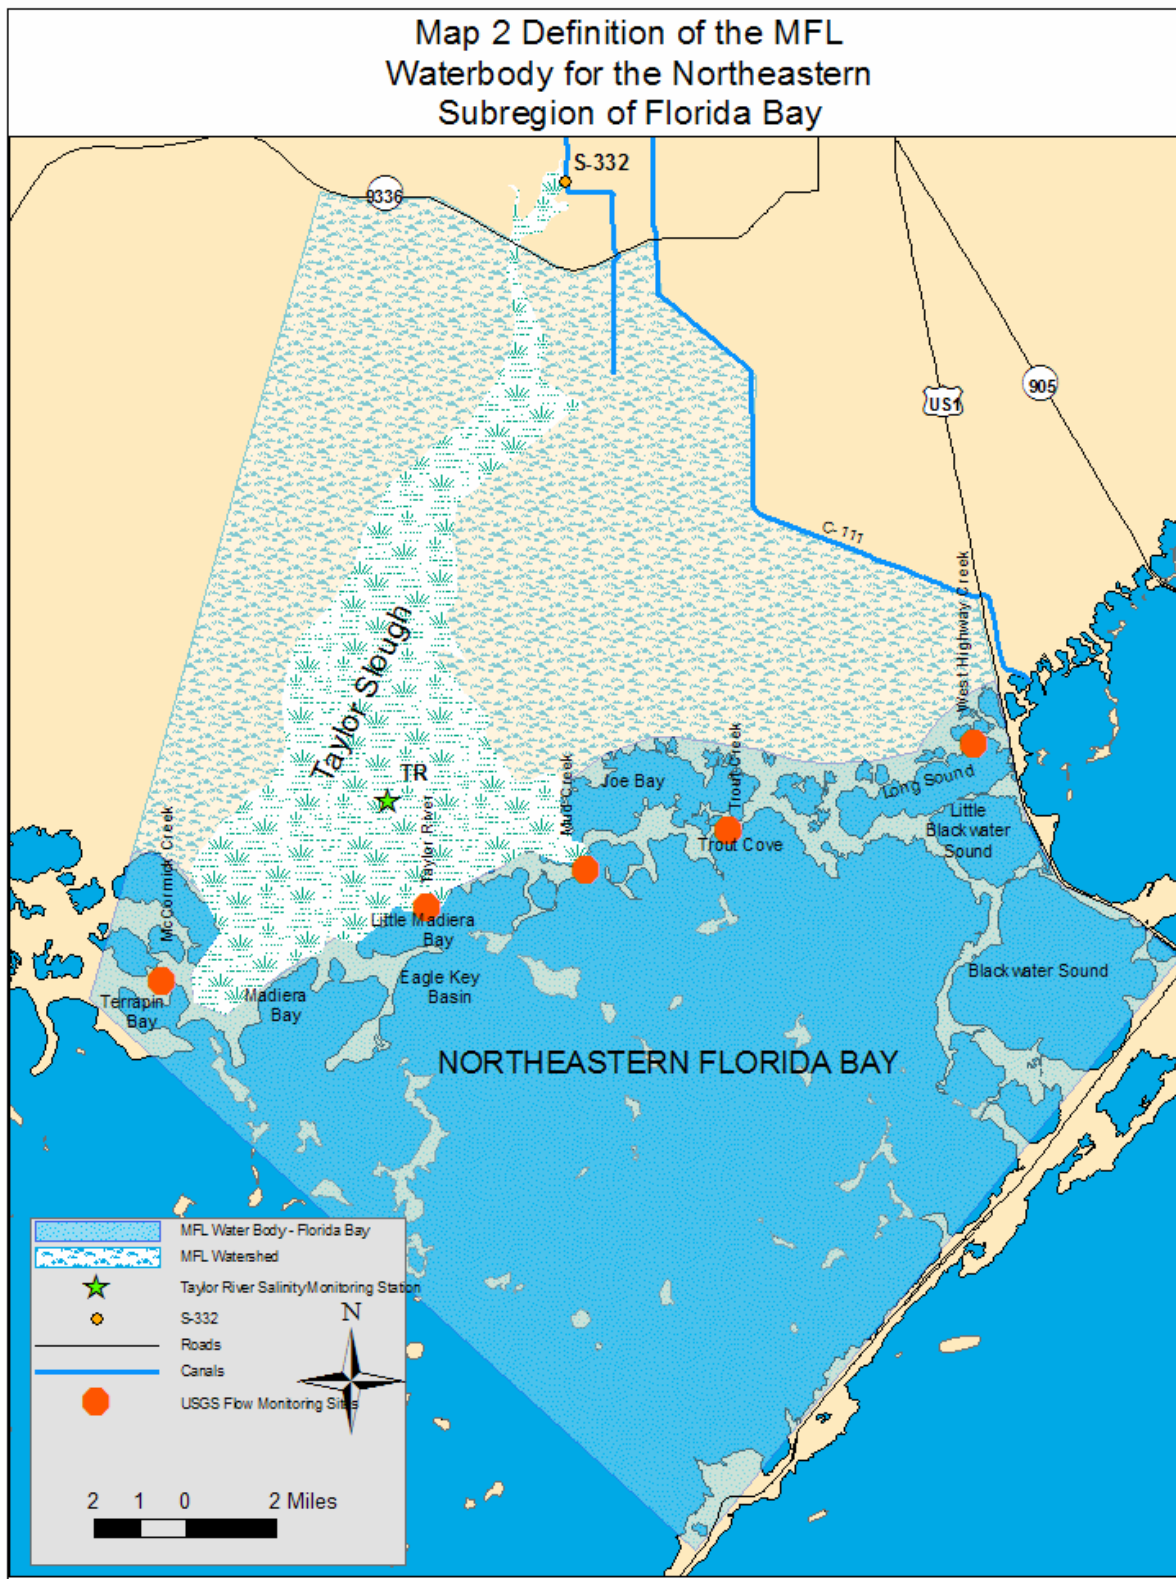 Map 2 Definition of the MFL
Waterbody for the Northeastern
Subregion of Florida Bay
S-332
9336
905
US1
C-111
West Highway Creek
Taylor Slough
TR
Taylor River
Mud Creek
Joe Bay
Trout Creek
Trout Cove
Long Sound
Little
Blackwater
Sound
McCormick Creek
Little Madiera
Bay
Eagle Key
Basin
Madiera
Bay
Terrapin
Bay
Blackwater Sound
NORTHEASTERN FLORIDA BAY
MFL Water Body - Florida Bay
MFL Watershed
Taylor River Salinity Monitoring Station
S-332
N
Roads
Canals
USGS Flow Monitoring Sites
2 1 0 2 Miles